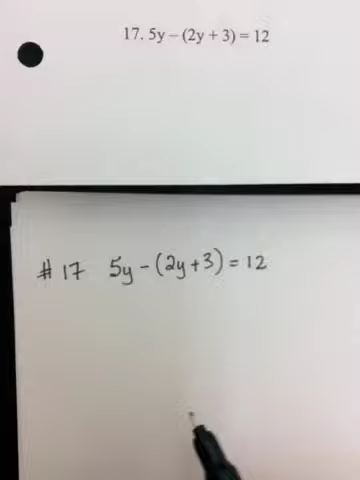 17. 5y – (2y + 3) = 12
# 17 5y - (2y + 3) = 12